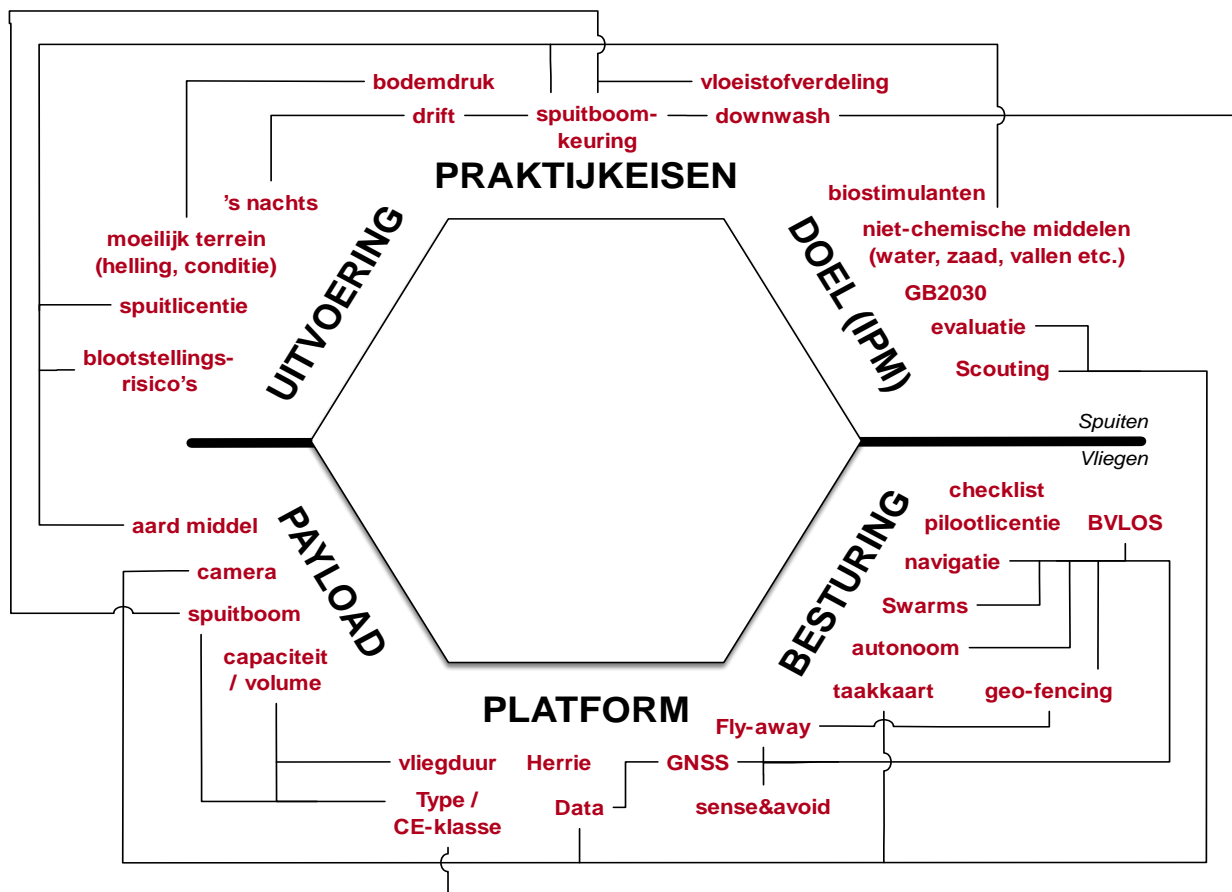 bodemdruk
vloeistofverdeling
drift
spuitboom-
keuring
downwash
PRAKTIJKEISEN
's nachts
moeilijk terrein
(helling, conditie)
spuitlicentie
blootstellings-
risico's
UITVOERING
DOEL (IPM)
biostimulanten
niet-chemische middelen
(water, zaad, vallen etc.)
GB2030
evaluatie
Scouting
Spuiten
Vliegen
aard middel
camera
spuitboom
capaciteit
/ volume
PAYLOAD
BESTURING
checklist
pilootlicentie
BVLOS
navigatie
Swarms
autonoom
taakkaart
geo-fencing
PLATFORM
Fly-away
vliegduur
Herrie
GNSS
Type /
CE-klasse
Data
sense&avoid